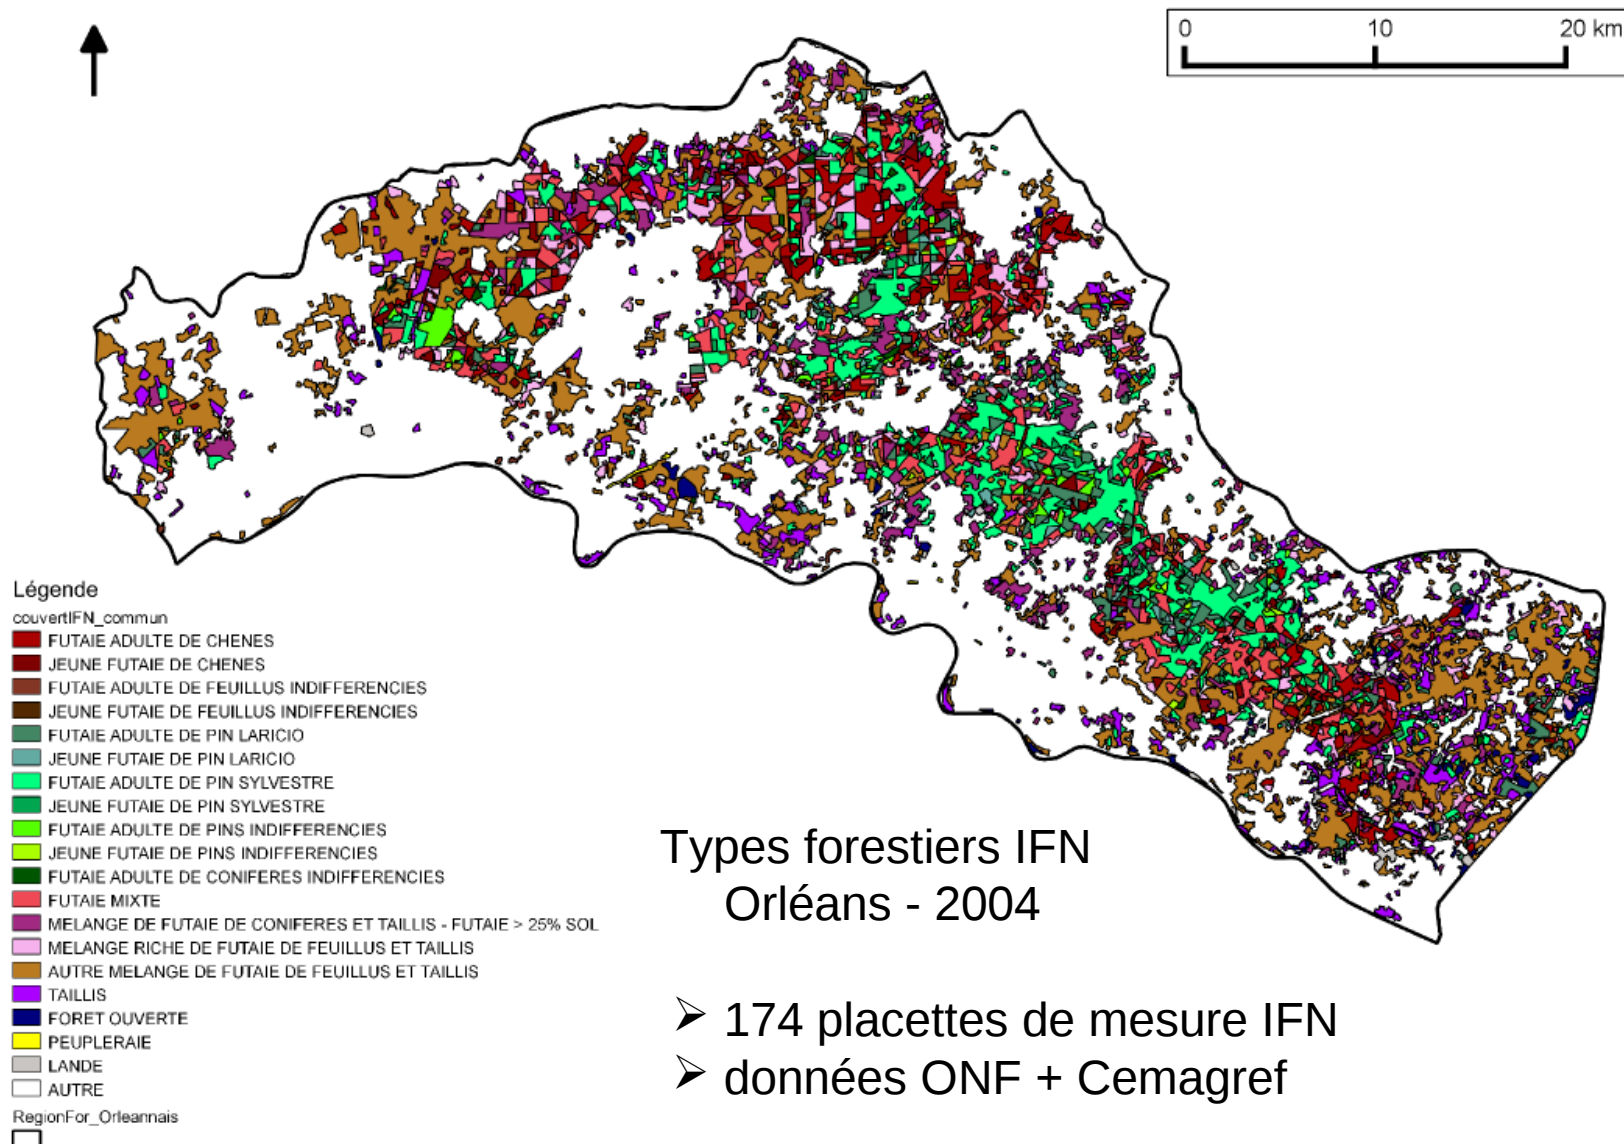 0 10 20 km
Légende
couvertIFN_commun
FUTAIE ADULTE DE CHENES
JEUNE FUTAIE DE CHENES
FUTAIE ADULTE DE FEUILLUS INDIFFERENCIES
JEUNE FUTAIE DE FEUILLUS INDIFFERENCIES
FUTAIE ADULTE DE PIN LARICIO
JEUNE FUTAIE DE PIN LARICIO
FUTAIE ADULTE DE PIN SYLVESTRE
JEUNE FUTAIE DE PIN SYLVESTRE
FUTAIE ADULTE DE PINS INDIFFERENCIES
JEUNE FUTAIE DE PINS INDIFFERENCIES
FUTAIE ADULTE DE CONIFERES INDIFFERENCIES
FUTAIE MIXTE
MELANGE DE FUTAIE DE CONIFERES ET TAILLIS - FUTAIE > 25% SOL
MELANGE RICHE DE FUTAIE DE FEUILLUS ET TAILLIS
AUTRE MELANGE DE FUTAIE DE FEUILLUS ET TAILLIS
TAILLIS
FORET OUVERTE
PEUPLERAIE
LANDE
AUTRE
RegionFor_Orleannais
Types forestiers IFN
Orléans - 2004
➢ 174 placettes de mesure IFN
➢ données ONF + Cemagref